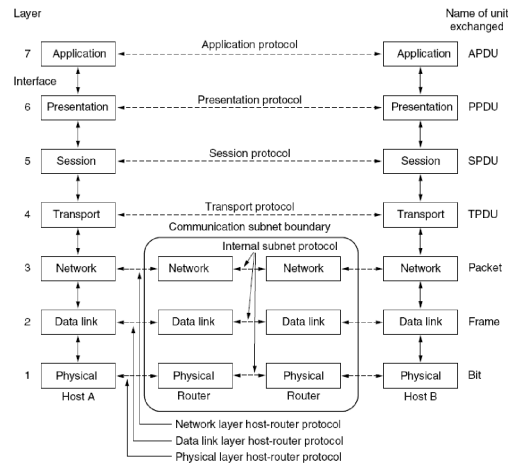 Layer
Name of unit
exchanged
7 Application Application protocol Application APDU
Interface
6 Presentation Presentation protocol Presentation PPDU
5 Session Session protocol Session SPDU
4 Transport Transport protocol Transport TPDU
Communication subnet boundary
Internal subnet protocol
3 Network Network Network Network Packet
2 Data link Data link Data link Data link Frame
1 Physical Physical Physical Physical Bit
Host A Router Router Host B
Network layer host-router protocol
Data link layer host-router protocol
Physical layer host-router protocol